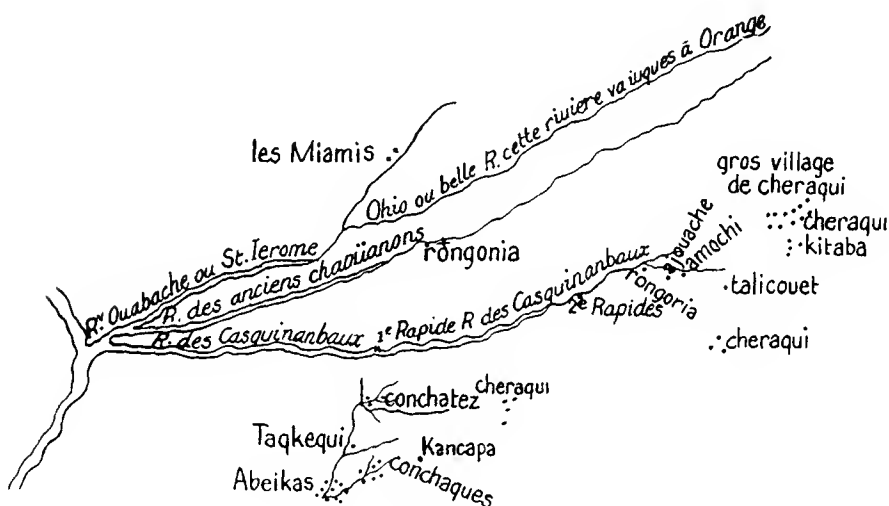 Ohio ou belle R. cette riviere va iuques á Orange
les Miamis
gros village
de cheraqui
cheraqui
kitaba
Rʳ. Ouabache ou St. Ierome
R. des anciens chaoüanons
rongonia
ajouache
amachi
talicouet
R. des Casquinanbaux
1ᵉ Rapide R des Casquinanbaux
2ᵉ Rapides
rongoria
cheraqui
conchatez
cheraqui
Taqkequi
Kancapa
Abeikas
conchaques